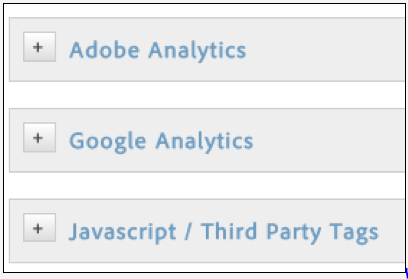 + Adobe Analytics
+ Google Analytics
+ Javascript / Third Party Tags